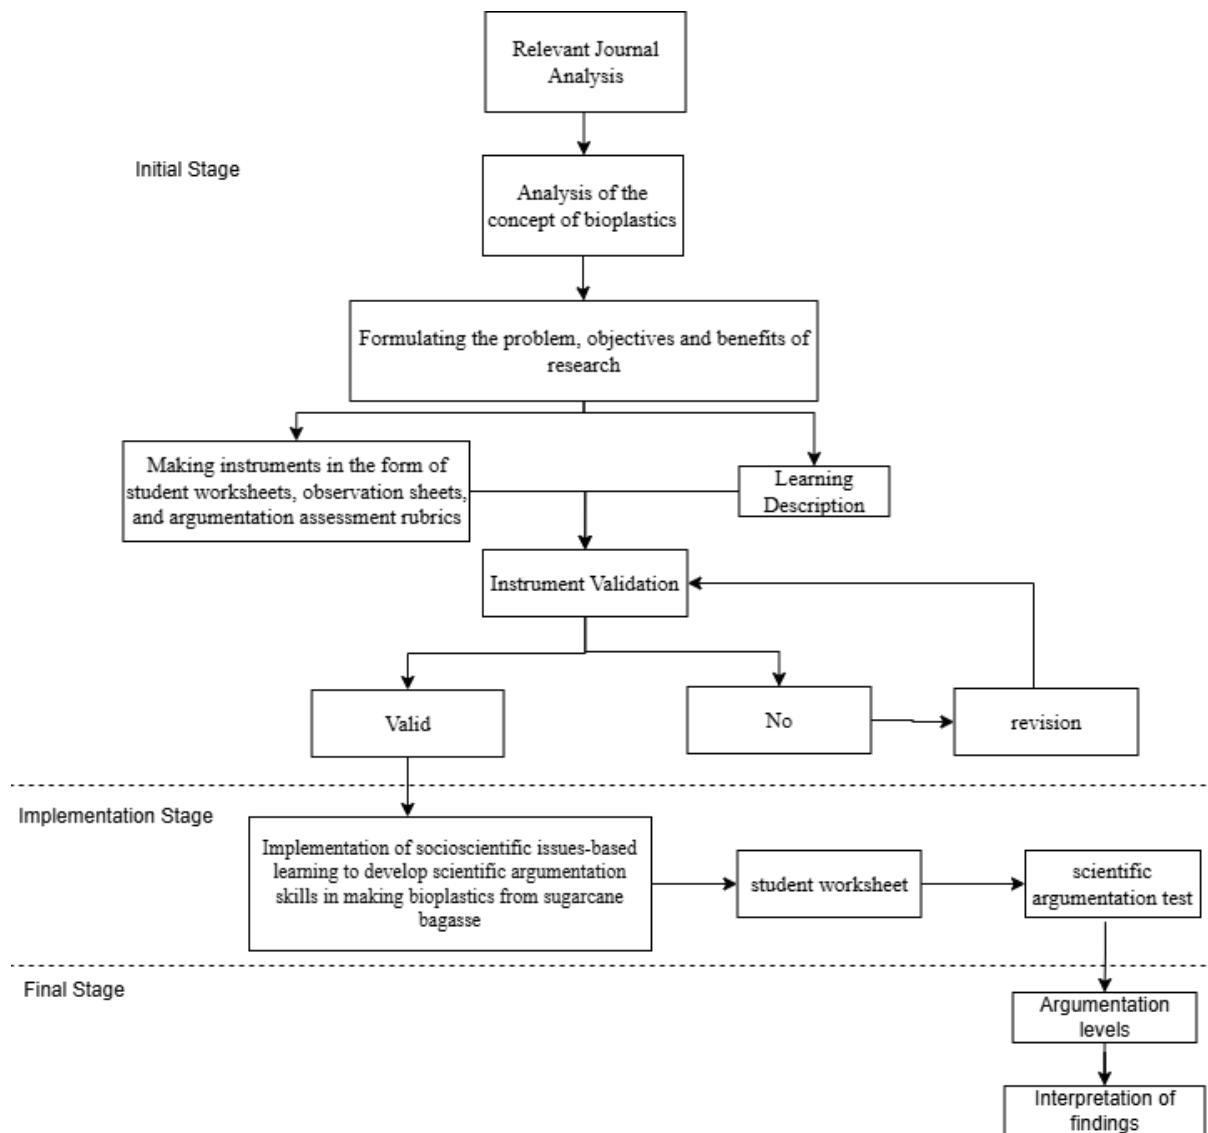 Relevant Journal
Analysis
Initial Stage
Analysis of the
concept of bioplastics
Formulating the problem, objectives and benefits of
research
Making instruments in the form of
student worksheets, observation sheets,
and argumentation assessment rubrics
Learning
Description
Instrument Validation
Valid
No
revision
Implementation Stage
Implementation of socioscientific issues-based
learning to develop scientific argumentation
skills in making bioplastics from sugarcane
bagasse
student worksheet
scientific
argumentation test
Final Stage
Argumentation
levels
Interpretation of
findings